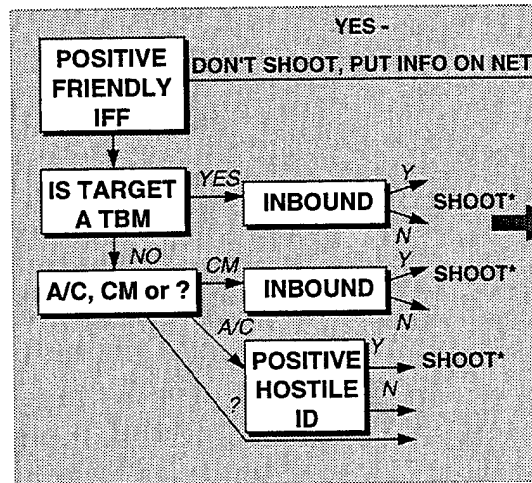 YES -
POSITIVE
FRIENDLY
IFF
DON'T SHOOT, PUT INFO ON NET
IS TARGET
A TBM
YES
INBOUND
Y
SHOOT*
N
NO
A/C, CM or ?
CM
INBOUND
Y
SHOOT*
N
A/C
POSITIVE
HOSTILE
ID
Y
SHOOT*
N
?